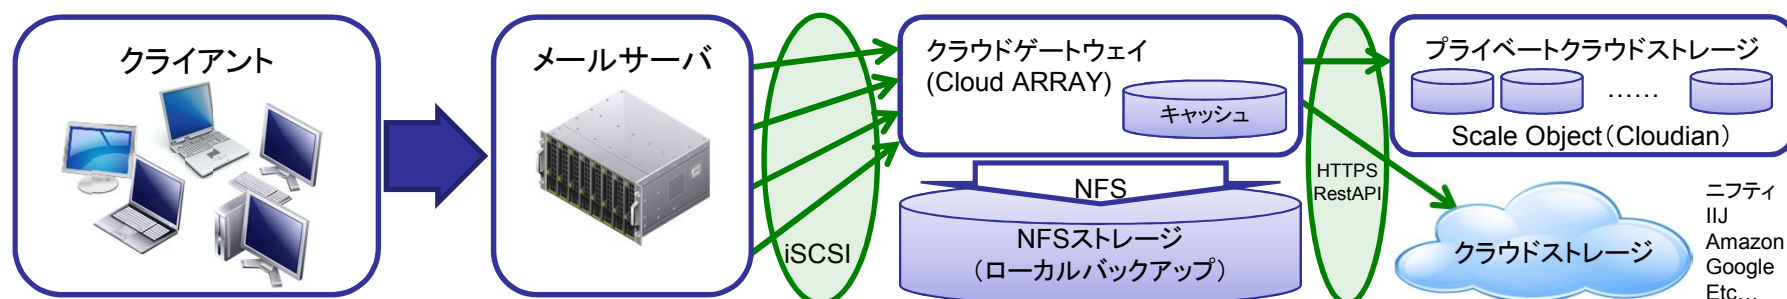 クライアント
メールサーバ
iSCSI
クラウドゲートウェイ
(Cloud ARRAY)
キャッシュ
NFS
NFSストレージ
（ローカルバックアップ）
HTTPS
RestAPI
プライベートクラウドストレージ
……
Scale Object（Cloudian）
クラウドストレージ
ニフティ
IIJ
Amazon
Google
Etc…